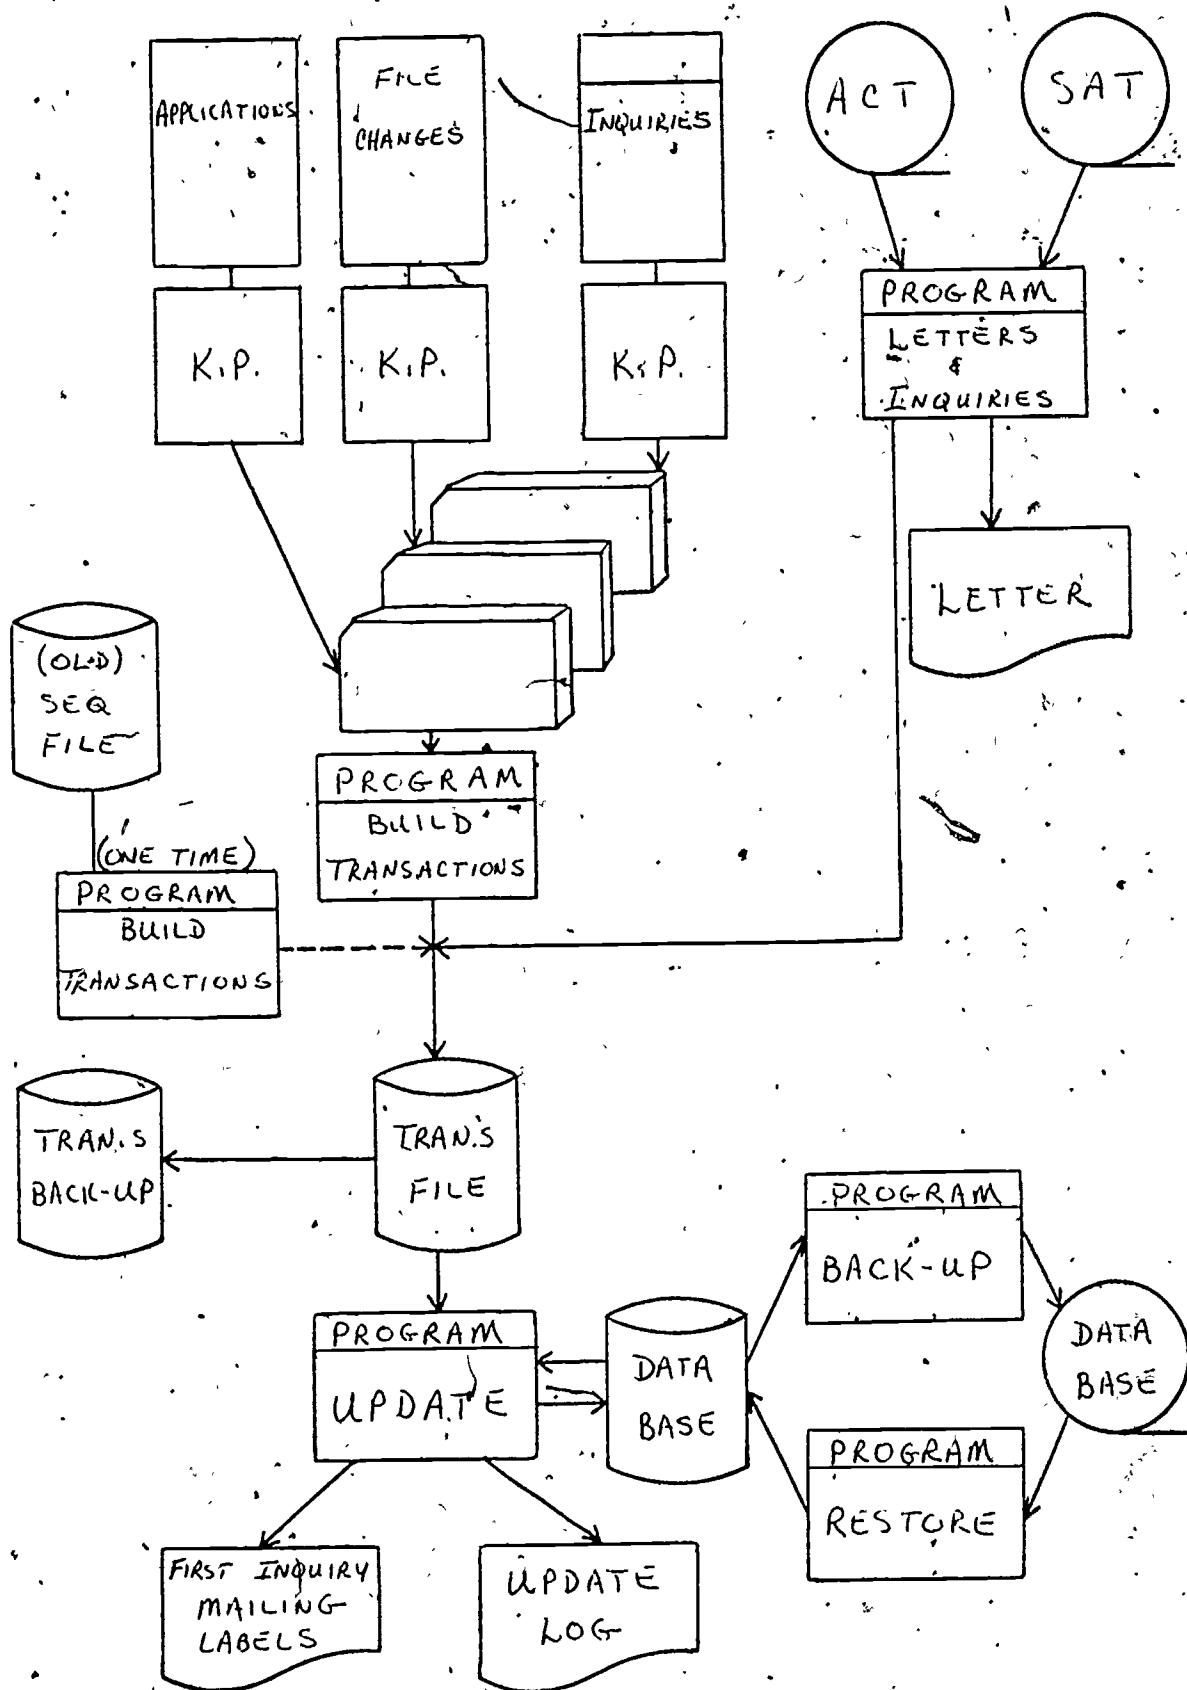 APPLICATIONS
FILE
CHANGES
INQUIRIES
ACT
SAT
K.P.
K.P.
K.P.
PROGRAM
LETTERS
&
INQUIRIES
LETTER
(OLD)
SEQ
FILE
PROGRAM
BUILD
TRANSACTIONS
(ONE TIME)
PROGRAM
BUILD
TRANSACTIONS
TRAN.S
BACK-UP
TRAN.S
FILE
PROGRAM
BACK-UP
PROGRAM
UPDATE
DATA
BASE
DATA
BASE
PROGRAM
RESTORE
FIRST INQUIRY
MAILING
LABELS
UPDATE
LOG